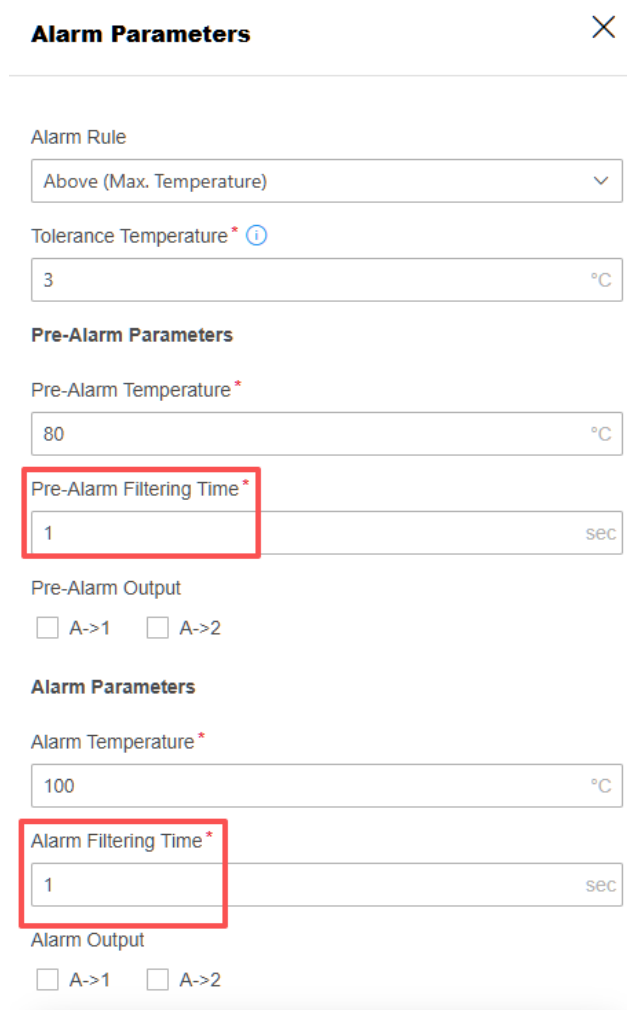 Alarm Parameters
Alarm Rule
Above (Max. Temperature)
Tolerance Temperature*
3 °C
Pre-Alarm Parameters
Pre-Alarm Temperature*
80 °C
Pre-Alarm Filtering Time*
1 sec
Pre-Alarm Output
A->1 A->2
Alarm Parameters
Alarm Temperature*
100 °C
Alarm Filtering Time*
1 sec
Alarm Output
A->1 A->2